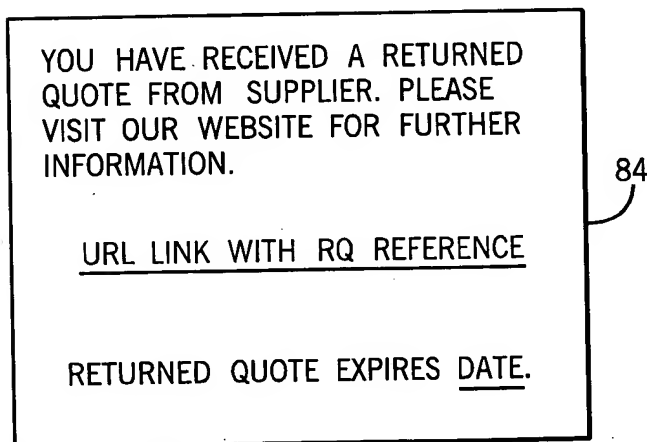 YOU HAVE RECEIVED A RETURNED
QUOTE FROM SUPPLIER. PLEASE
VISIT OUR WEBSITE FOR FURTHER
INFORMATION.
84
URL LINK WITH RQ REFERENCE
RETURNED QUOTE EXPIRES DATE.